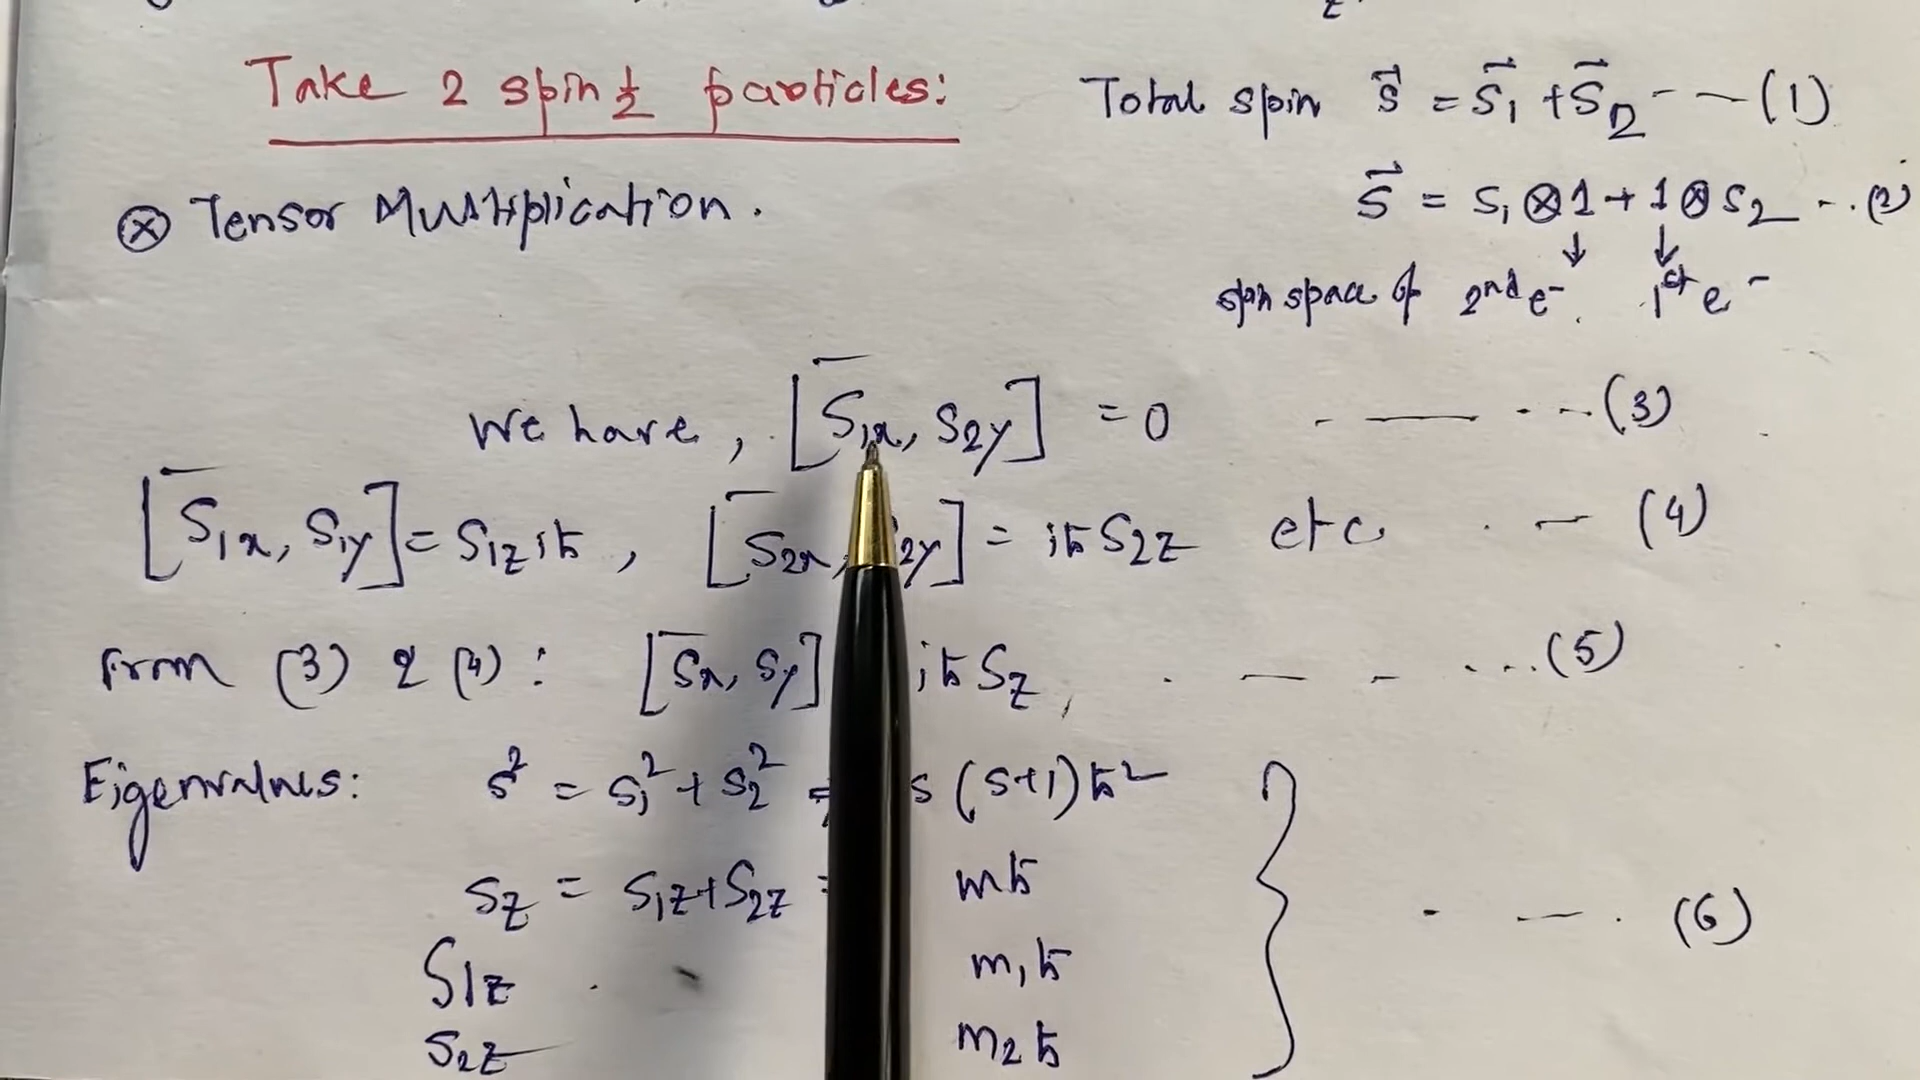 Take 2 spin ½ particles:
Total spin S⃗ = S⃗₁ + S⃗₂ - - — (1)
⊗ Tensor Multiplication.
S⃗ = S₁ ⊗ 1 + 1 ⊗ S₂ - .. (2)
↓ ↓
spin space of 2nd e⁻ 1st e⁻
We have, [S₁ₓ, S₂y] = 0 - —— - - - (3)
[S₁ₓ, S₁y] = S₁z iħ, [S₂ₓ, S₂y] = iħ S₂z etc. . — (4)
From (3) & (4): [Sₓ, Sy] iħ Sz, . — - ... (5)
Eigenvalues: S² = S₁² + S₂² = s (s+1) ħ²
Sz = S₁z + S₂z = mħ
- — . (6)
S₁z . - m₁ħ
S₂z m₂ħ